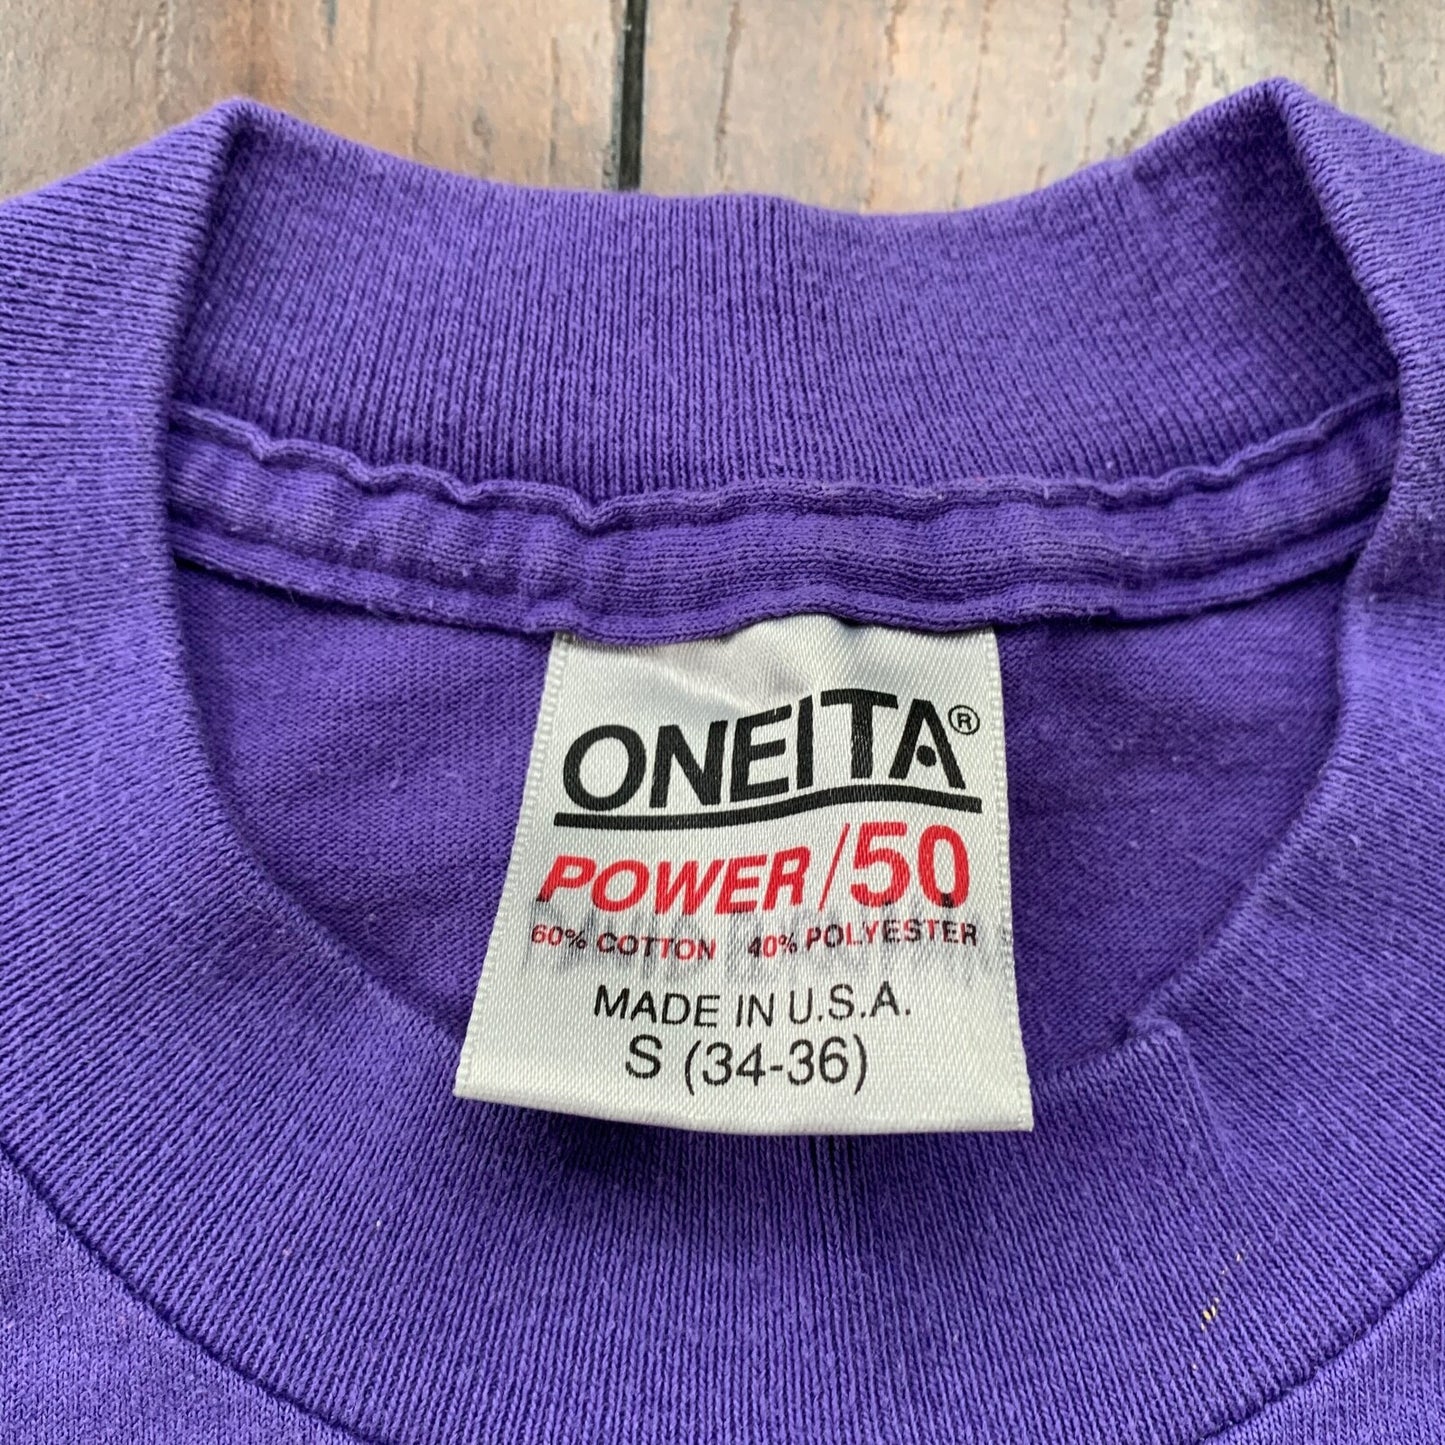 ONEITA®
POWER/50
60% COTTON 40% POLYESTER
MADE IN U.S.A.
S (34-36)